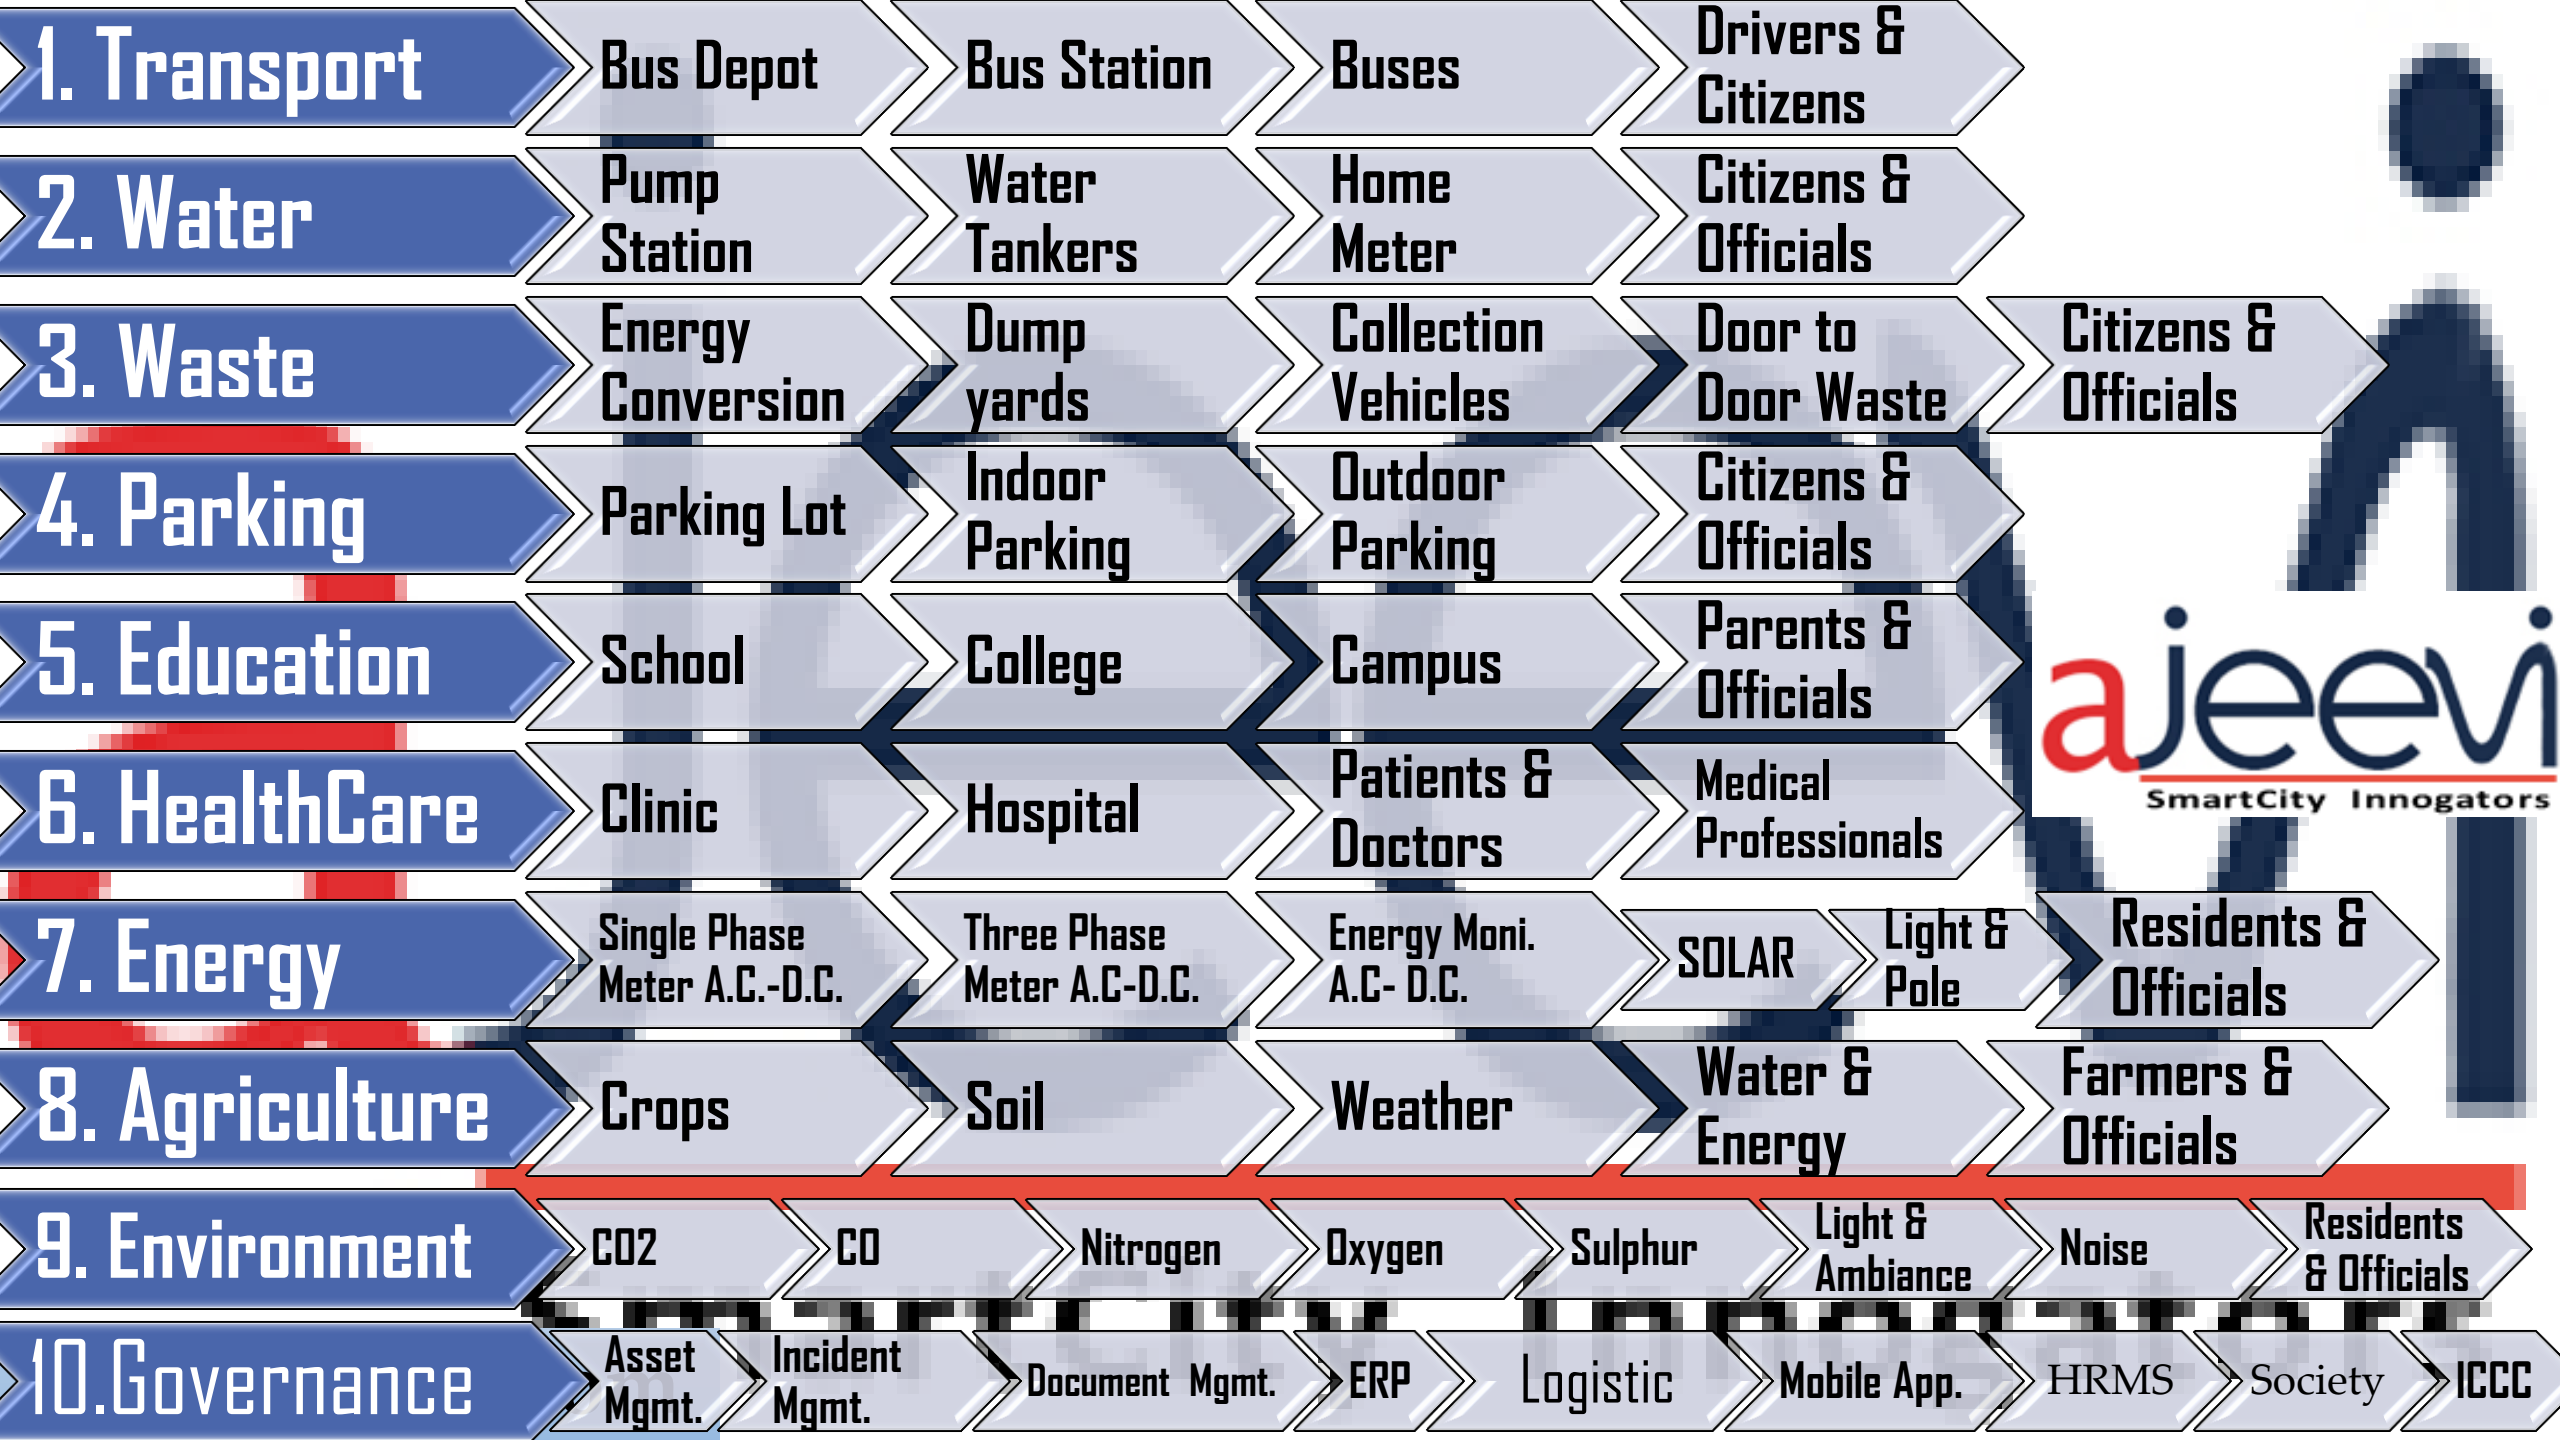 1. Transport
Bus Depot
Bus Station
Buses
Drivers &
Citizens
2. Water
Pump
Station
Water
Tankers
Home
Meter
Citizens &
Officials
3. Waste
Energy
Conversion
Dump
yards
Collection
Vehicles
Door to
Door Waste
Citizens &
Officials
4. Parking
Parking Lot
Indoor
Parking
Outdoor
Parking
Citizens &
Officials
5. Education
School
College
Campus
Parents &
Officials
ajeevi
SmartCity Innogators
6. HealthCare
Clinic
Hospital
Patients &
Doctors
Medical
Professionals
7. Energy
Single Phase
Meter A.C.-D.C.
Three Phase
Meter A.C-D.C.
Energy Moni.
A.C- D.C.
SOLAR
Light &
Pole
Residents &
Officials
8. Agriculture
Crops
Soil
Weather
Water &
Energy
Farmers &
Officials
9. Environment
CO2
CO
Nitrogen
Oxygen
Sulphur
Light &
Ambiance
Noise
Residents
& Officials
10.Governance
Asset
Mgmt.
Incident
Mgmt.
Document Mgmt.
ERP
Logistic
Mobile App.
HRMS
Society
ICCC
ajeevi
SmartCity Innogators